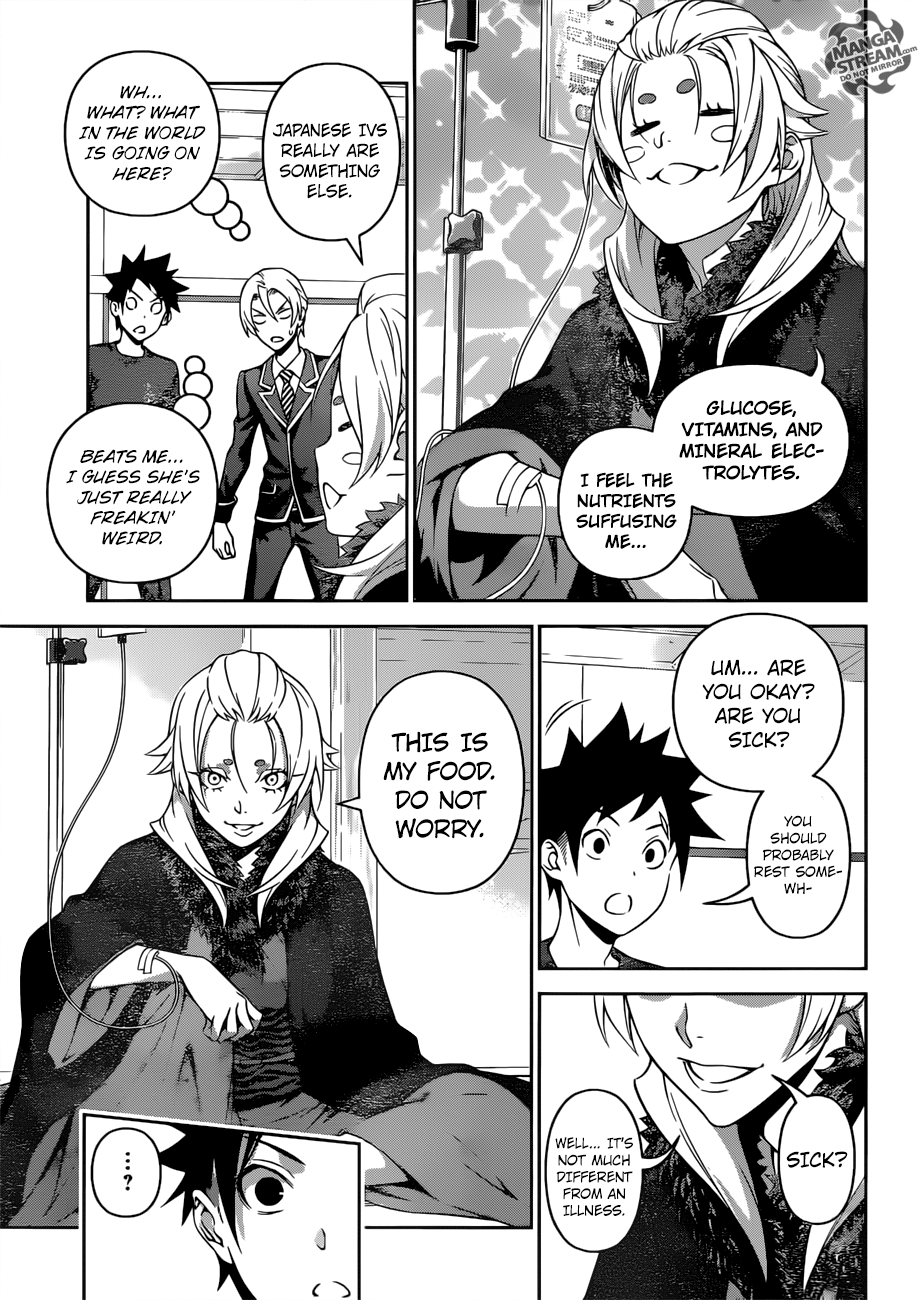 MANGA
STREAM.com
DO NOT MIRROR
GLUCOSE,
VITAMINS, AND
MINERAL ELEC-
TROLYTES.
I FEEL THE
NUTRIENTS
SUFFUSING
ME...
JAPANESE IVS
REALLY ARE
SOMETHING
ELSE.
WH...
WHAT? WHAT
IN THE WORLD
IS GOING ON
HERE?
BEATS ME...
I GUESS SHE'S
JUST REALLY
FREAKIN'
WEIRD.
UM... ARE
YOU OKAY?
ARE YOU
SICK?
YOU
SHOULD
PROBABLY
REST SOME-
WH-
SICK?
WELL... IT'S
NOT MUCH
DIFFERENT
FROM AN
ILLNESS.
THIS IS
MY FOOD.
DO NOT
WORRY.
...?